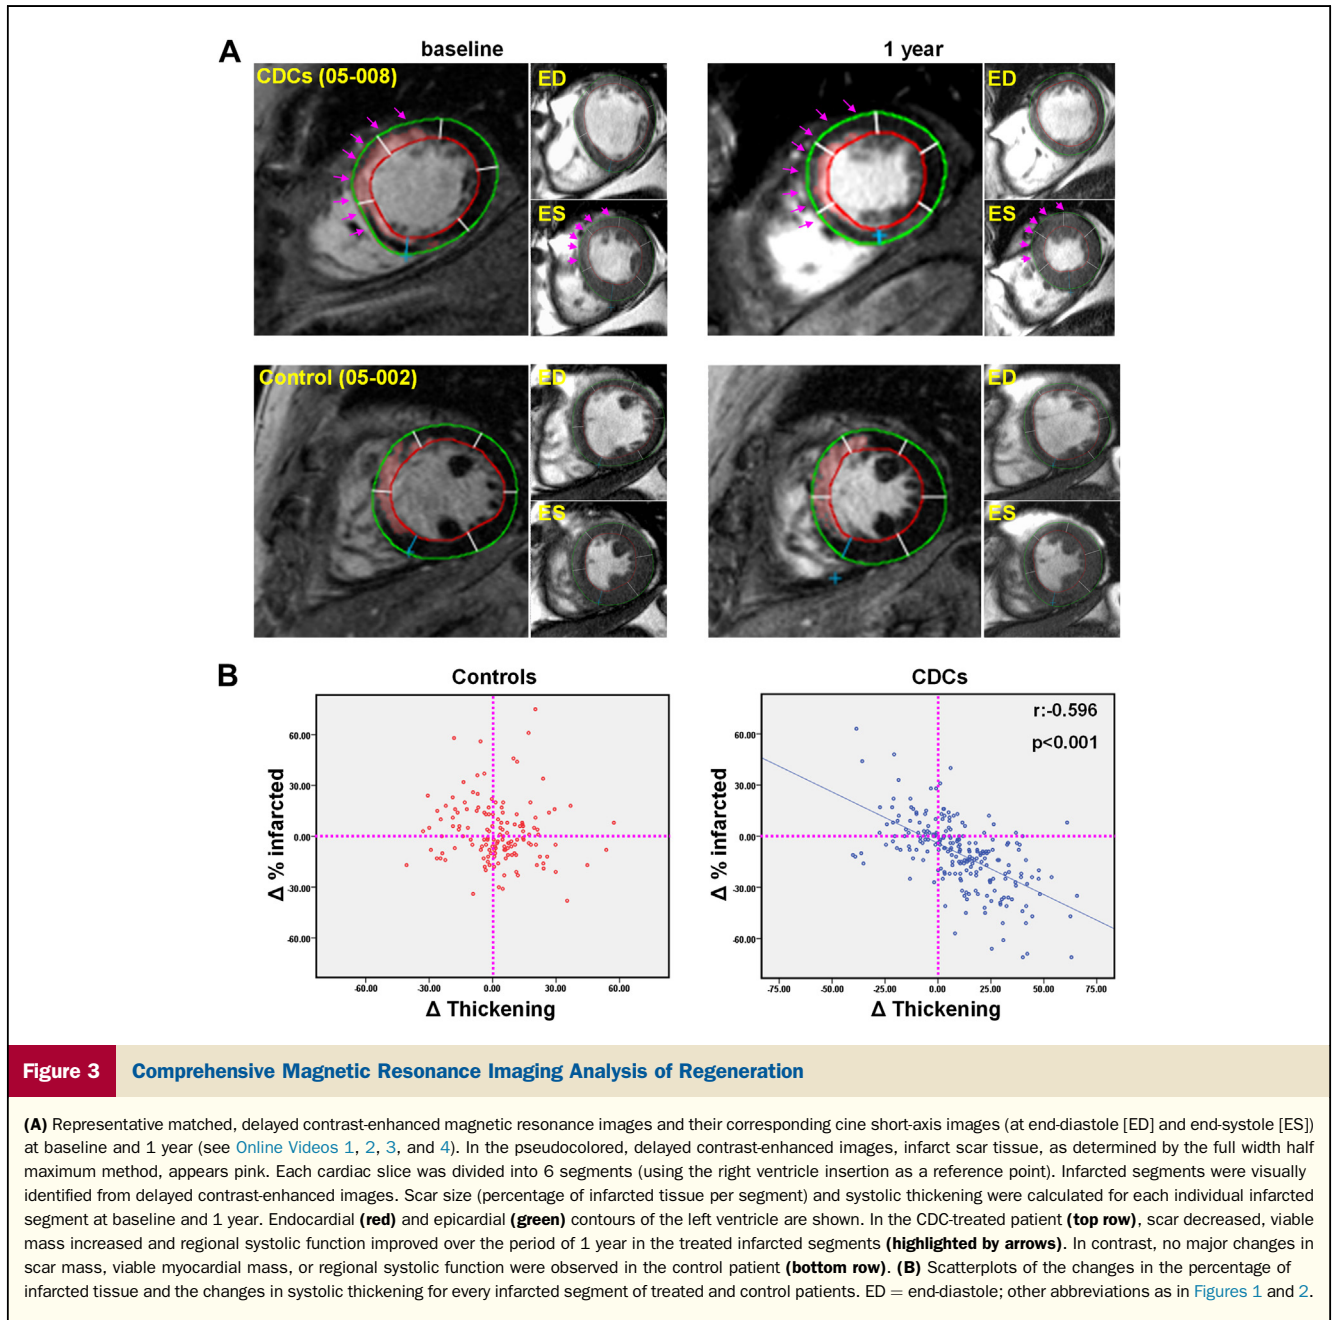 A
baseline
1 year
CDCs (05-008)
ED
ED
ES
ES
Control (05-002)
ED
ED
ES
ES
B
Controls
CDCs
r:-0.596
p<0.001
60.00
30.00
0.00
-30.00
-60.00
Δ % infarcted
-60.00 -30.00 0.00 30.00 60.00
Δ Thickening
60.00
30.00
0.00
-30.00
-60.00
Δ % infarcted
-75.00 -50.00 -25.00 0.00 25.00 50.00 75.00
Δ Thickening
Figure 3 Comprehensive Magnetic Resonance Imaging Analysis of Regeneration
(A) Representative matched, delayed contrast-enhanced magnetic resonance images and their corresponding cine short-axis images (at end-diastole [ED] and end-systole [ES])
at baseline and 1 year (see Online Videos 1, 2, 3, and 4). In the pseudocolored, delayed contrast-enhanced images, infarct scar tissue, as determined by the full width half
maximum method, appears pink. Each cardiac slice was divided into 6 segments (using the right ventricle insertion as a reference point). Infarcted segments were visually
identified from delayed contrast-enhanced images. Scar size (percentage of infarcted tissue per segment) and systolic thickening were calculated for each individual infarcted
segment at baseline and 1 year. Endocardial (red) and epicardial (green) contours of the left ventricle are shown. In the CDC-treated patient (top row), scar decreased, viable
mass increased and regional systolic function improved over the period of 1 year in the treated infarcted segments (highlighted by arrows). In contrast, no major changes in
scar mass, viable myocardial mass, or regional systolic function were observed in the control patient (bottom row). (B) Scatterplots of the changes in the percentage of
infarcted tissue and the changes in systolic thickening for every infarcted segment of treated and control patients. ED = end-diastole; other abbreviations as in Figures 1 and 2.